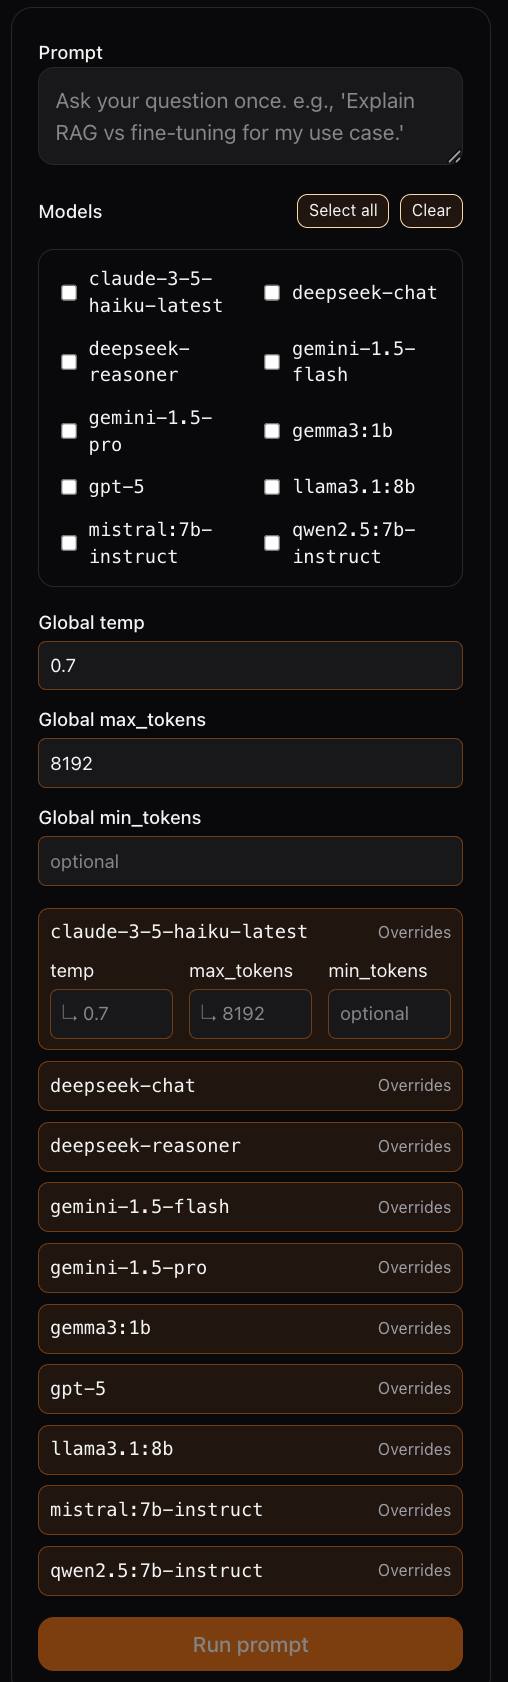 Prompt
Ask your question once. e.g., 'Explain
RAG vs fine-tuning for my use case.'
Models
Select all
Clear
claude-3-5-
haiku-latest
deepseek-chat
deepseek-
reasoner
gemini-1.5-
flash
gemini-1.5-
pro
gemma3:1b
gpt-5
llama3.1:8b
mistral:7b-
instruct
qwen2.5:7b-
instruct
Global temp
0.7
Global max_tokens
8192
Global min_tokens
optional
claude-3-5-haiku-latest Overrides
temp max_tokens min_tokens
0.7 8192 optional
deepseek-chat Overrides
deepseek-reasoner Overrides
gemini-1.5-flash Overrides
gemini-1.5-pro Overrides
gemma3:1b Overrides
gpt-5 Overrides
llama3.1:8b Overrides
mistral:7b-instruct Overrides
qwen2.5:7b-instruct Overrides
Run prompt